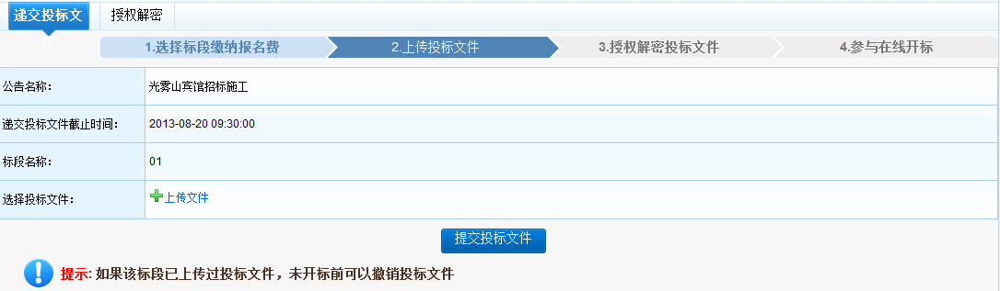 递交投标文件
授权解密
1.选择标段缴纳报名费
2.上传投标文件
3.授权解密投标文件
4.参与在线开标
公告名称：
光雾山宾馆招标施工
递交投标文件截止时间：
2013-08-20 09:30:00
标段名称：
01
选择投标文件：
上传文件
提交投标文件
提示: 如果该标段已上传过投标文件，未开标前可以撤销投标文件